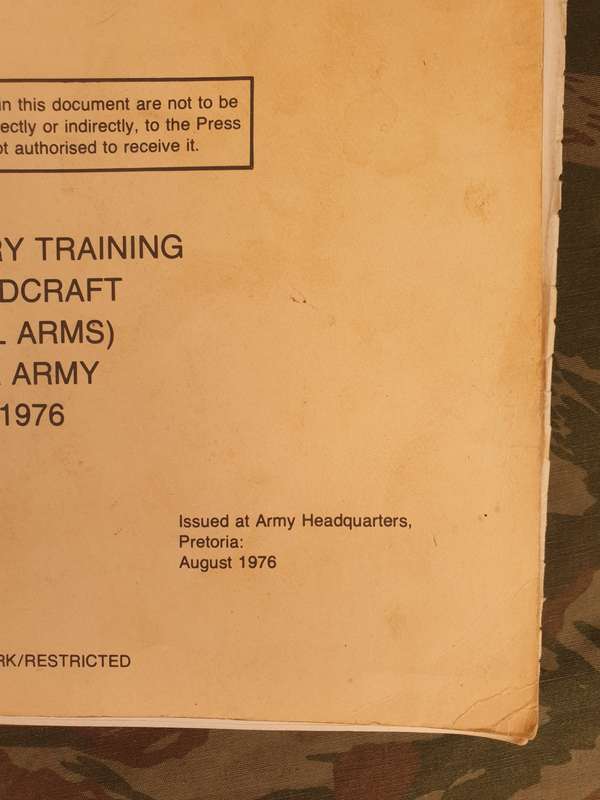 in this document are not to be
ectly or indirectly, to the Press
ot authorised to receive it.
RY TRAINING
DCRAFT
L ARMS)
ARMY
1976
Issued at Army Headquarters,
Pretoria:
August 1976
RK/RESTRICTED